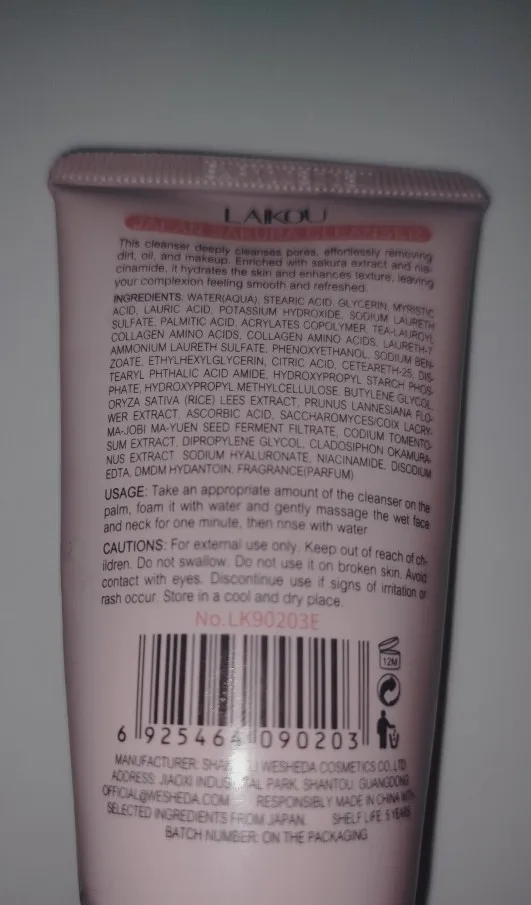 LAIKOU
JAPAN SAKURA CLEANSER
This cleanser deeply cleanses pores, effortlessly removing
dirt, oil, and makeup. Enriched with sakura extract and nia-
cinamide, it hydrates the skin and enhances texture, leaving
your complexion feeling smooth and refreshed.
INGREDIENTS: WATER(AQUA), STEARIC ACID, GLYCERIN, MYRISTIC
ACID, LAURIC ACID, POTASSIUM HYDROXIDE, SODIUM LAURETH
SULFATE, PALMITIC ACID, ACRYLATES COPOLYMER, TEA-LAUROYL
COLLAGEN AMINO ACIDS, COLLAGEN AMINO ACIDS, LAURETH-7
AMMONIUM LAURETH SULFATE, PHENOXYETHANOL, SODIUM BEN-
ZOATE, ETHYLHEXYLGLYCERIN, CITRIC ACID, CETEARETH-25, DIS-
TEARYL PHTHALIC ACID AMIDE, HYDROXYPROPYL STARCH PHOS-
PHATE, HYDROXYPROPYL METHYLCELLULOSE, BUTYLENE GLYCOL,
ORYZA SATIVA (RICE) LEES EXTRACT, PRUNUS LANNESIANA FLO-
WER EXTRACT, ASCORBIC ACID, SACCHAROMYCES/COIX LACRY-
MA-JOBI MA-YUEN SEED FERMENT FILTRATE, CODIUM TOMENTO-
SUM EXTRACT, DIPROPYLENE GLYCOL, CLADOSIPHON OKAMURA-
NUS EXTRACT. SODIUM HYALURONATE, NIACINAMIDE, DISODIUM
EDTA, DMDM HYDANTOIN, FRAGRANCE(PARFUM)
USAGE: Take an appropriate amount of the cleanser on the
palm, foam it with water and gently massage the wet face
and neck for one minute, then rinse with water
CAUTIONS: For external use only. Keep out of reach of ch-
ildren. Do not swallow. Do not use it on broken skin. Avoid
contact with eyes. Discontinue use if signs of irritation or
rash occur. Store in a cool and dry place.
No.LK90203E
12M
6 925464 090203
MANUFACTURER: WESHEDA COSMETICS CO.,LTD
ADDRESS: JIAOXI INDUSTRIAL PARK, SHANTOU, GUANGDONG
OFFICIAL@WESHEDA.COM RESPONSIBLY MADE IN CHINA WITH
SELECTED INGREDIENTS FROM JAPAN. SHELF LIFE: 5 YEARS
BATCH NUMBER: ON THE PACKAGING